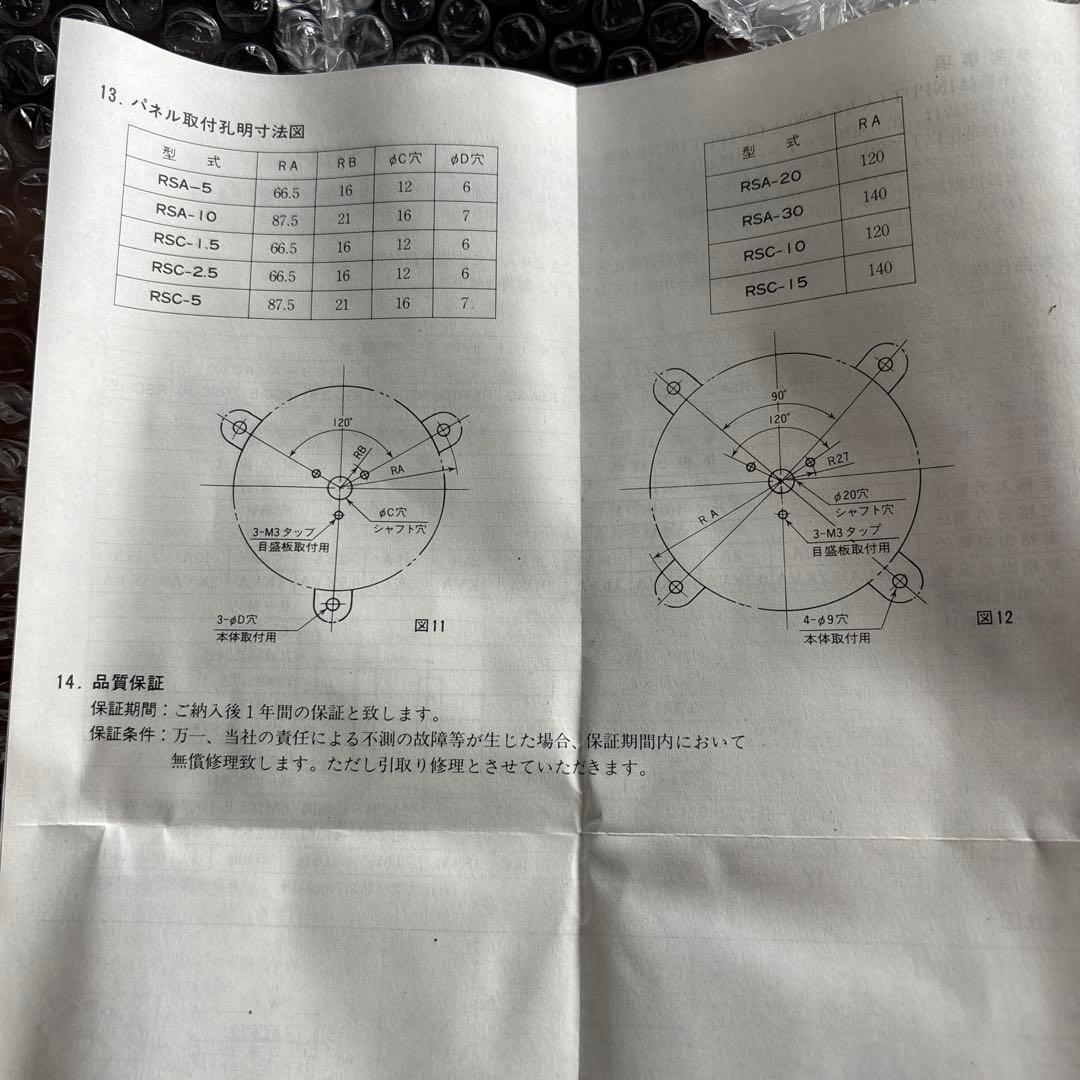 13. パネル取付孔明寸法図
型 式 RA RB φC穴 φD穴
RSA-5 66.5 16 12 6
RSA-10 87.5 21 16 7
RSC-1.5 66.5 16 12 6
RSC-2.5 66.5 16 12 6
RSC-5 87.5 21 16 7
型 式 RA
RSA-20 120
RSA-30 140
RSC-10 120
RSC-15 140
120°
RB
RA
φC穴
シャフト穴
3-M3タップ
目盛板取付用
3-φD穴
本体取付用
図11
90°
120°
R27
RA
φ20穴
シャフト穴
3-M3タップ
目盛板取付用
4-φ9穴
本体取付用
図12
14. 品質保証
保証期間：ご納入後1年間の保証と致します。
保証条件：万一、当社の責任による不測の故障等が生じた場合、保証期間内において
無償修理致します。ただし引取り修理とさせていただきます。